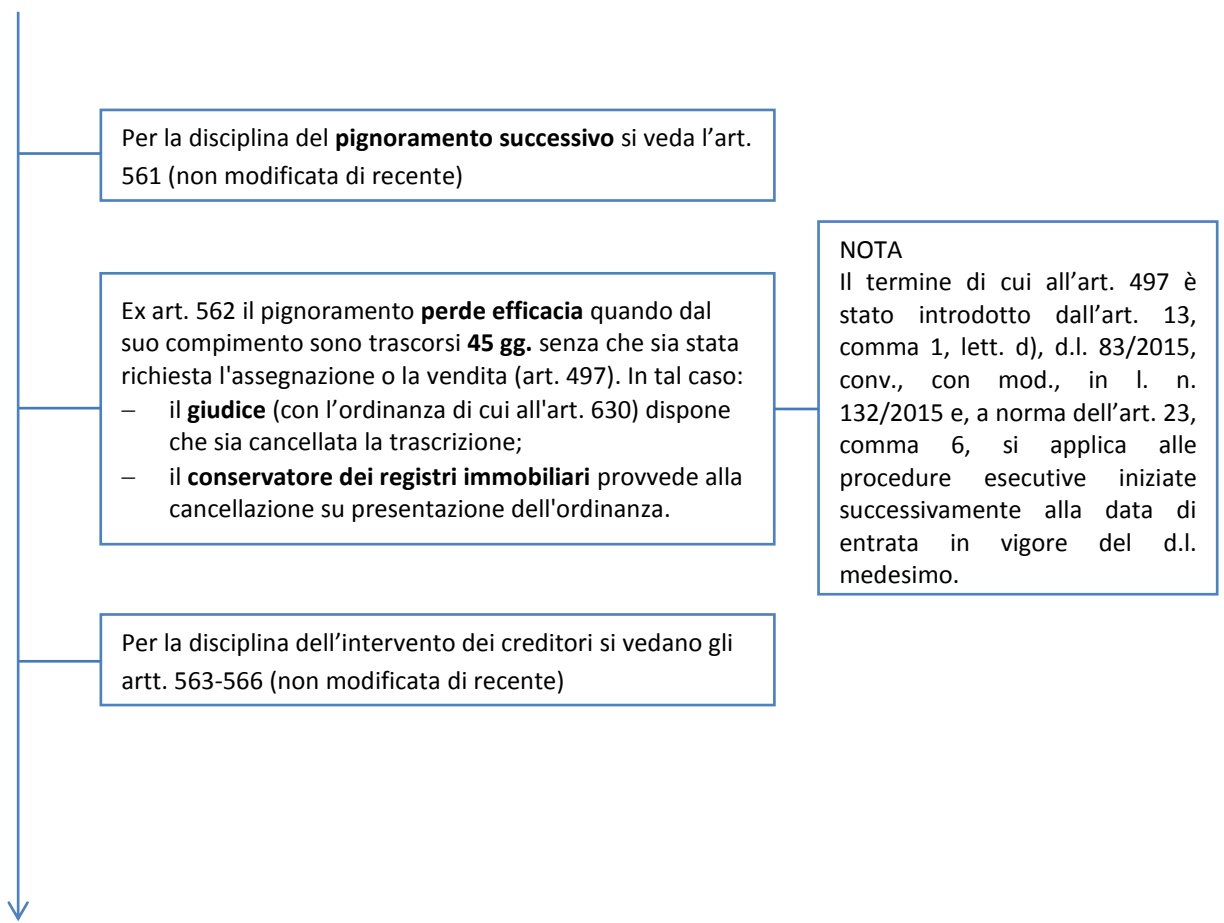 Per la disciplina del pignoramento successivo si veda l’art.
561 (non modificata di recente)
Ex art. 562 il pignoramento perde efficacia quando dal
suo compimento sono trascorsi 45 gg. senza che sia stata
richiesta l'assegnazione o la vendita (art. 497). In tal caso:
– il giudice (con l’ordinanza di cui all'art. 630) dispone
che sia cancellata la trascrizione;
– il conservatore dei registri immobiliari provvede alla
cancellazione su presentazione dell'ordinanza.
NOTA
Il termine di cui all’art. 497 è
stato introdotto dall’art. 13,
comma 1, lett. d), d.l. 83/2015,
conv., con mod., in l. n.
132/2015 e, a norma dell’art. 23,
comma 6, si applica alle
procedure esecutive iniziate
successivamente alla data di
entrata in vigore del d.l.
medesimo.
Per la disciplina dell’intervento dei creditori si vedano gli
artt. 563-566 (non modificata di recente)